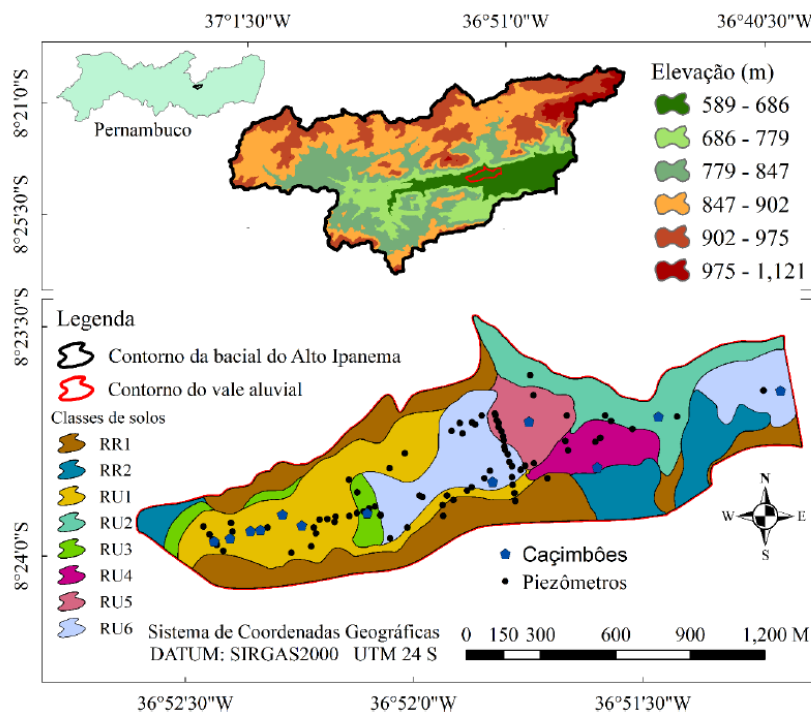 37°1'30"W 36°51'0"W 36°40'30"W
8°21'0"S
8°25'30"S
Pernambuco
Elevação (m)
589 - 686
686 - 779
779 - 847
847 - 902
902 - 975
975 - 1,121
8°23'30"S
8°24'0"S
Legenda
Contorno da bacial do Alto Ipanema
Contorno do vale aluvial
Classes de solos
RR1
RR2
RU1
RU2
RU3
RU4
RU5
RU6
N
W E
S
Caçimbões
Piezômetros
Sistema de Coordenadas Geográficas
DATUM: SIRGAS2000 UTM 24 S
0 150 300 600 900 1,200 M
36°52'30"W 36°52'0"W 36°51'30"W